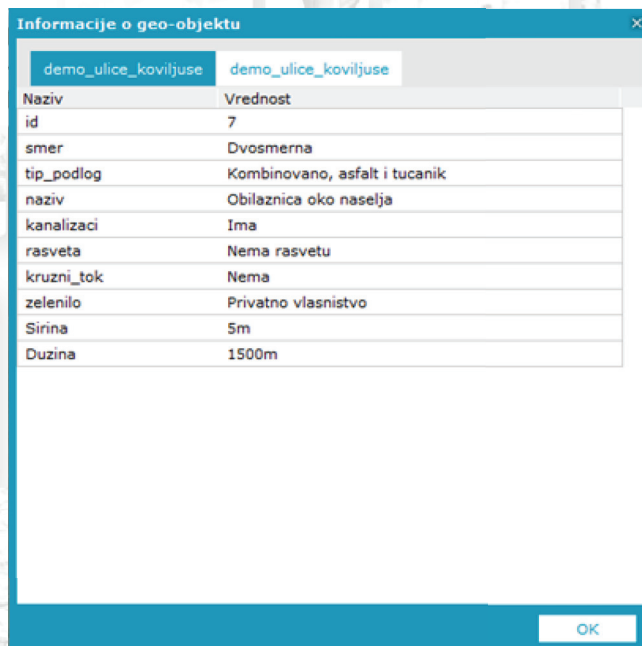 Informacije o geo-objektu
demo_ulice_koviljuse demo_ulice_koviljuse
Naziv Vrednost
id 7
smer Dvosmerna
tip_podlog Kombinovano, asfalt i tucanik
naziv Obilaznica oko naselja
kanalizaci Ima
rasveta Nema rasvetu
kruzni_tok Nema
zelenilo Privatno vlasnistvo
Sirina 5m
Duzina 1500m
OK